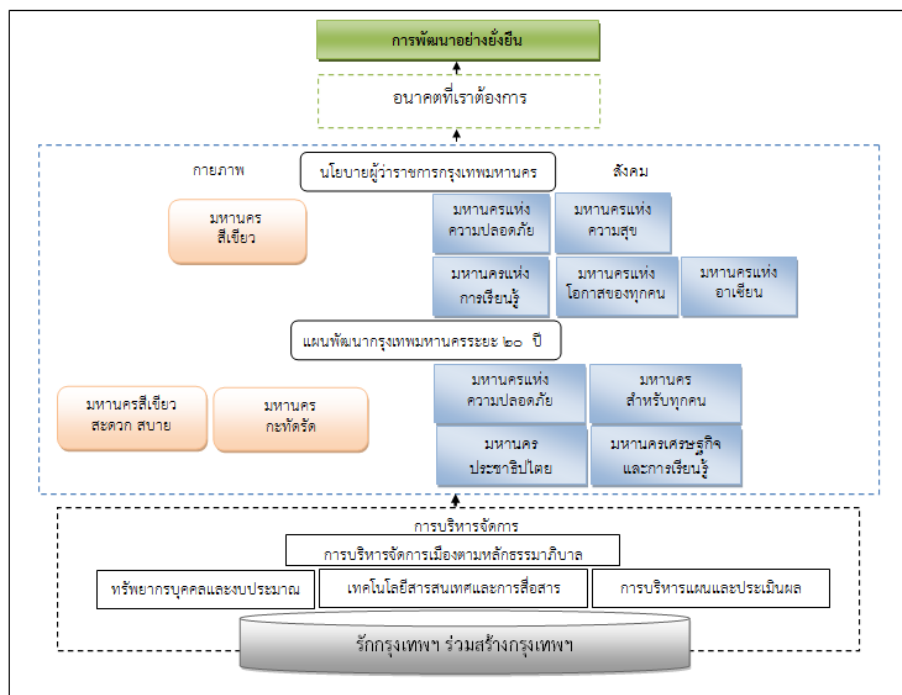 การพัฒนาอย่างยั่งยืน
อนาคตที่เราต้องการ
กายภาพ
นโยบายผู้ว่าราชการกรุงเทพมหานคร
สังคม
มหานคร
สีเขียว
มหานครแห่ง
ความปลอดภัย
มหานครแห่ง
ความสุข
มหานครแห่ง
การเรียนรู้
มหานครแห่ง
โอกาสของทุกคน
มหานครแห่ง
อาเซียน
แผนพัฒนากรุงเทพมหานครระยะ ๒๐ ปี
มหานครสีเขียว
สะดวก สบาย
มหานคร
กะทัดรัด
มหานครแห่ง
ความปลอดภัย
มหานคร
สำหรับทุกคน
มหานคร
ประชาธิปไตย
มหานครเศรษฐกิจ
และการเรียนรู้
การบริหารจัดการ
การบริหารจัดการเมืองตามหลักธรรมาภิบาล
ทรัพยากรบุคคลและงบประมาณ
เทคโนโลยีสารสนเทศและการสื่อสาร
การบริหารแผนและประเมินผล
รักกรุงเทพฯ ร่วมสร้างกรุงเทพฯ